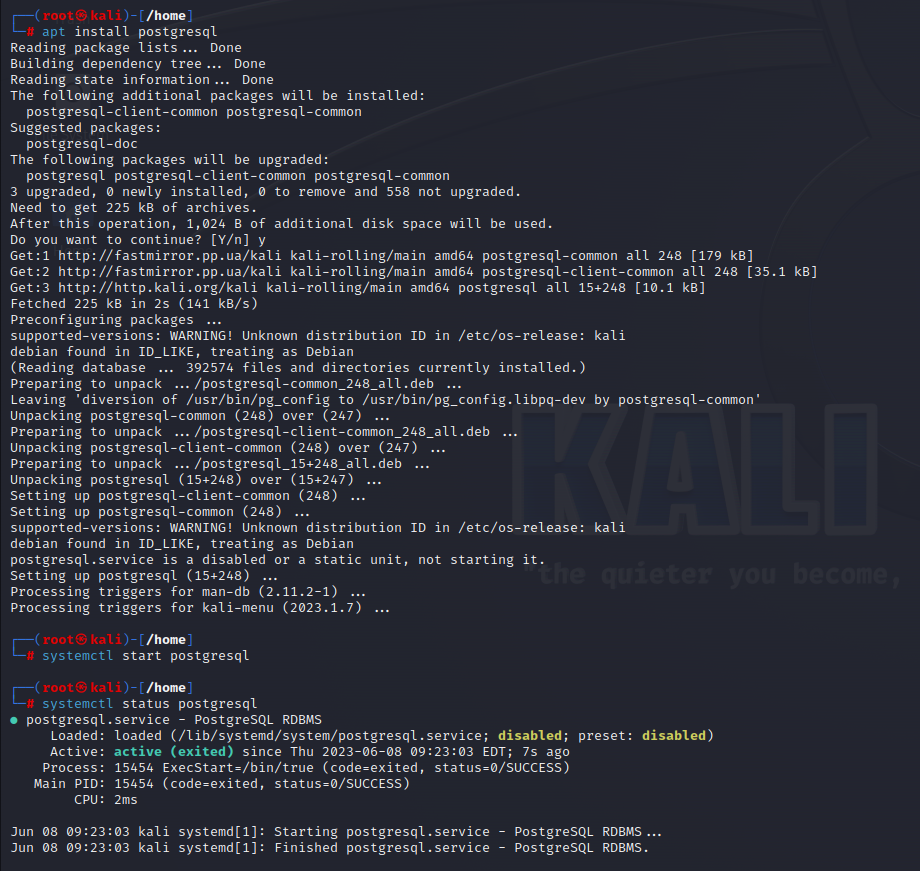 ┌──(root㉿kali)-[/home]
└─# apt install postgresql
Reading package lists... Done
Building dependency tree... Done
Reading state information... Done
The following additional packages will be installed:
  postgresql-client-common postgresql-common
Suggested packages:
  postgresql-doc
The following packages will be upgraded:
  postgresql postgresql-client-common postgresql-common
3 upgraded, 0 newly installed, 0 to remove and 558 not upgraded.
Need to get 225 kB of archives.
After this operation, 1,024 B of additional disk space will be used.
Do you want to continue? [Y/n] y
Get:1 http://fastmirror.pp.ua/kali kali-rolling/main amd64 postgresql-common all 248 [179 kB]
Get:2 http://fastmirror.pp.ua/kali kali-rolling/main amd64 postgresql-client-common all 248 [35.1 kB]
Get:3 http://http.kali.org/kali kali-rolling/main amd64 postgresql all 15+248 [10.1 kB]
Fetched 225 kB in 2s (141 kB/s)
Preconfiguring packages ...
supported-versions: WARNING! Unknown distribution ID in /etc/os-release: kali
debian found in ID_LIKE, treating as Debian
(Reading database ... 392574 files and directories currently installed.)
Preparing to unpack .../postgresql-common_248_all.deb ...
Leaving 'diversion of /usr/bin/pg_config to /usr/bin/pg_config.libpq-dev by postgresql-common'
Unpacking postgresql-common (248) over (247) ...
Preparing to unpack .../postgresql-client-common_248_all.deb ...
Unpacking postgresql-client-common (248) over (247) ...
Preparing to unpack .../postgresql_15+248_all.deb ...
Unpacking postgresql (15+248) over (15+247) ...
Setting up postgresql-client-common (248) ...
Setting up postgresql-common (248) ...
supported-versions: WARNING! Unknown distribution ID in /etc/os-release: kali
debian found in ID_LIKE, treating as Debian
postgresql.service is a disabled or a static unit, not starting it.
Setting up postgresql (15+248) ...
Processing triggers for man-db (2.11.2-1) ...
Processing triggers for kali-menu (2023.1.7) ...
┌──(root㉿kali)-[/home]
└─# systemctl start postgresql
┌──(root㉿kali)-[/home]
└─# systemctl status postgresql
● postgresql.service - PostgreSQL RDBMS
     Loaded: loaded (/lib/systemd/system/postgresql.service; disabled; preset: disabled)
     Active: active (exited) since Thu 2023-06-08 09:23:03 EDT; 7s ago
    Process: 15454 ExecStart=/bin/true (code=exited, status=0/SUCCESS)
   Main PID: 15454 (code=exited, status=0/SUCCESS)
        CPU: 2ms
Jun 08 09:23:03 kali systemd[1]: Starting postgresql.service - PostgreSQL RDBMS...
Jun 08 09:23:03 kali systemd[1]: Finished postgresql.service - PostgreSQL RDBMS.
KALI
"the quieter you become,